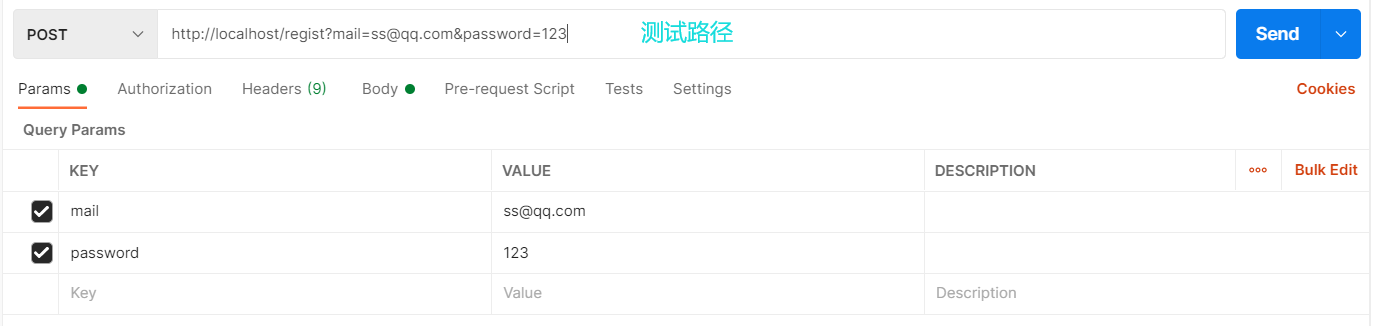 POST http://localhost/regist?mail=ss@qq.com&password=123 测试路径 Send
Params Authorization Headers (9) Body Pre-request Script Tests Settings Cookies
Query Params
KEY VALUE DESCRIPTION Bulk Edit
mail ss@qq.com
password 123
Key Value Description